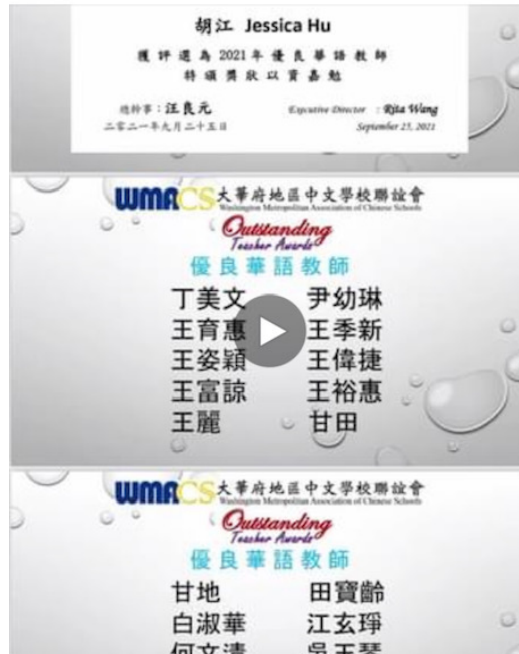 胡江 Jessica Hu
獲評選為 2021 年優良華語教師
特頒獎狀以資嘉勉
總幹事：汪良元 Executive Director : Rita Wang
二零二一年九月二十五日 September 25, 2021
WMACS 大華府地區中文學校聯誼會
Washington Metropolitan Association of Chinese Schools
Outstanding
Teacher Awards
優良華語教師
丁美文 尹幼琳
王育惠 王季新
王姿穎 王偉捷
王富諒 王裕惠
王麗 甘田
WMACS 大華府地區中文學校聯誼會
Washington Metropolitan Association of Chinese Schools
Outstanding
Teacher Awards
優良華語教師
甘地 田寶齡
白淑華 江玄琤
何文清 吳玉琴